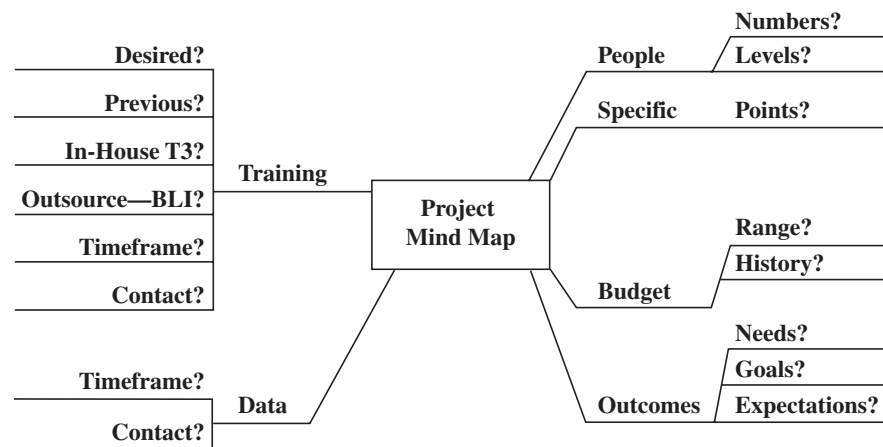 Desired?
Previous?
In-House T3?
Outsource—BLI?
Timeframe?
Contact?
Training
Timeframe?
Contact?
Data
Project
Mind Map
People
Numbers?
Levels?
Specific
Points?
Budget
Range?
History?
Outcomes
Needs?
Goals?
Expectations?